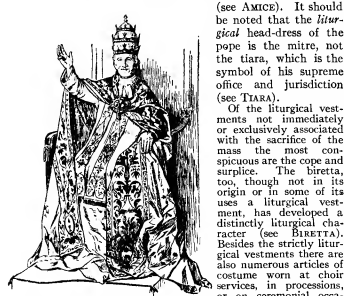 (see AMICE). It should
be noted that the litur-
gical head-dress of the
pope is the mitre, not
the tiara, which is the
symbol of his supreme
office and jurisdiction
(see TIARA).
Of the liturgical vest-
ments not immediately
or exclusively associated
with the sacrifice of the
mass the most con-
spicuous are the cope and
surplice. The biretta,
too, though not in its
origin or in some of its
uses a liturgical vest-
ment, has developed a
distinctly liturgical cha-
racter (see BIRETTA).
Besides the strictly litur-
gical vestments there are
also numerous articles of
costume worn at choir
services, in processions,
or on ceremonial occa-